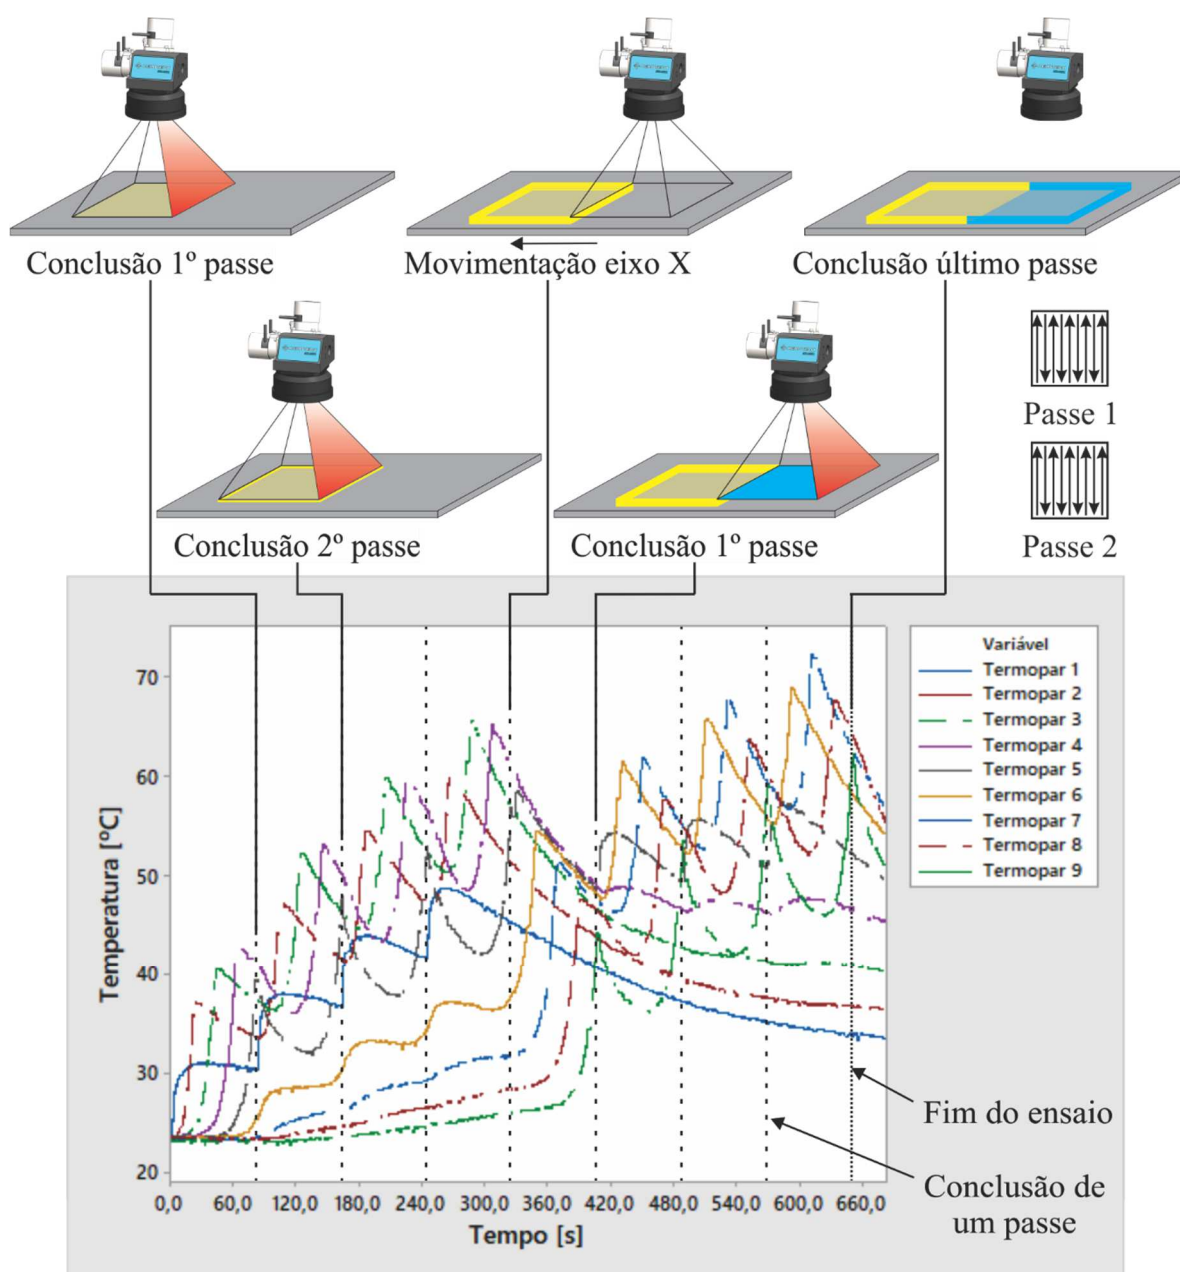 Conclusão 1º passe
Movimentação eixo X
Conclusão último passe
Passe 1
Conclusão 2º passe
Conclusão 1º passe
Passe 2
Variável
Termopar 1
Termopar 2
Termopar 3
Termopar 4
Termopar 5
Termopar 6
Termopar 7
Termopar 8
Termopar 9
Temperatura [ºC]
70
60
50
40
30
20
0,0 60,0 120,0 180,0 240,0 300,0 360,0 420,0 480,0 540,0 600,0 660,0
Tempo [s]
Fim do ensaio
Conclusão de
um passe